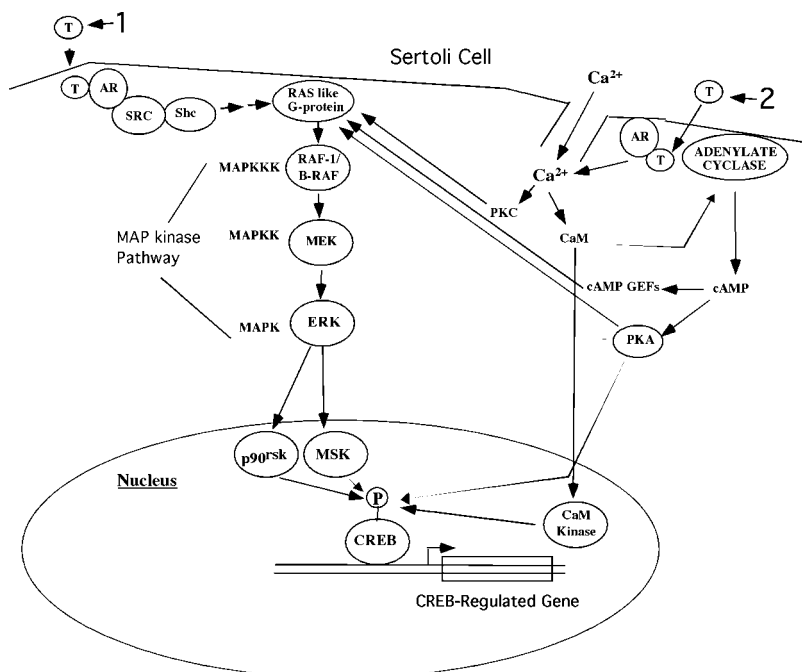 T
1
Sertoli Cell
Ca2+
T
2
T
AR
SRC
Shc
RAS like
G-protein
AR
T
ADENYLATE
CYCLASE
MAPKKK
RAF-1/
B-RAF
Ca2+
PKC
MAP kinase
Pathway
MAPKK
MEK
CaM
cAMP GEFs
cAMP
MAPK
ERK
PKA
Nucleus
p90rsk
MSK
P
CREB
CaM
Kinase
CREB-Regulated Gene